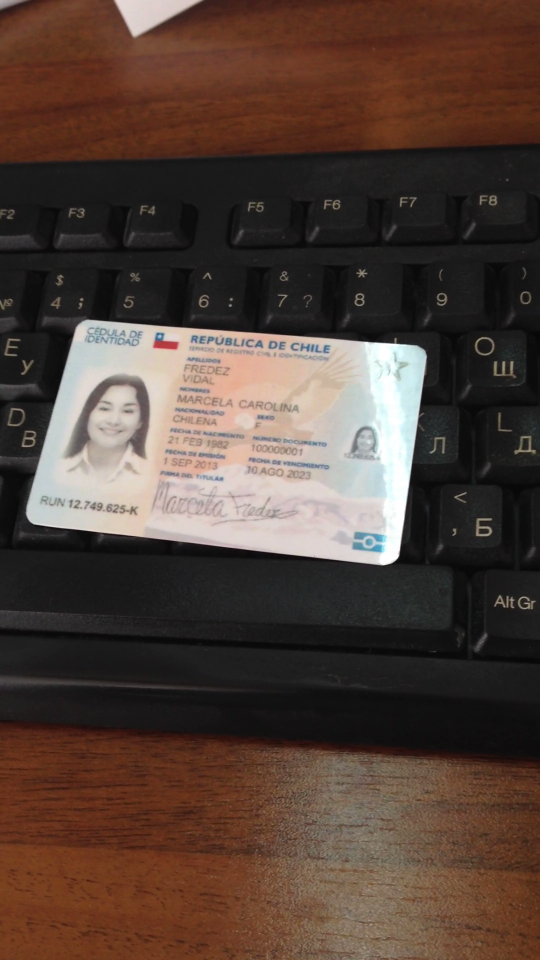 F2 F3 F4 F5 F6 F7 F8
№ $ 4 ; % 5 ^ 6 : & 7 ? * 8 ( 9 ) 0
E У O Щ
D В Л L Д
< , Б
Alt Gr
CÉDULA DE IDENTIDAD
REPÚBLICA DE CHILE
SERVICIO DE REGISTRO CIVIL E IDENTIFICACIÓN
APELLIDOS
FREDEZ
VIDAL
NOMBRES
MARCELA CAROLINA
NACIONALIDAD SEXO
CHILENA F
FECHA DE NACIMIENTO NÚMERO DOCUMENTO
21 FEB 1982 100000001
FECHA DE EMISIÓN FECHA DE VENCIMIENTO
1 SEP 2013 10 AGO 2023
FIRMA DEL TITULAR
Marcela Fredez
RUN 12.749.625-K